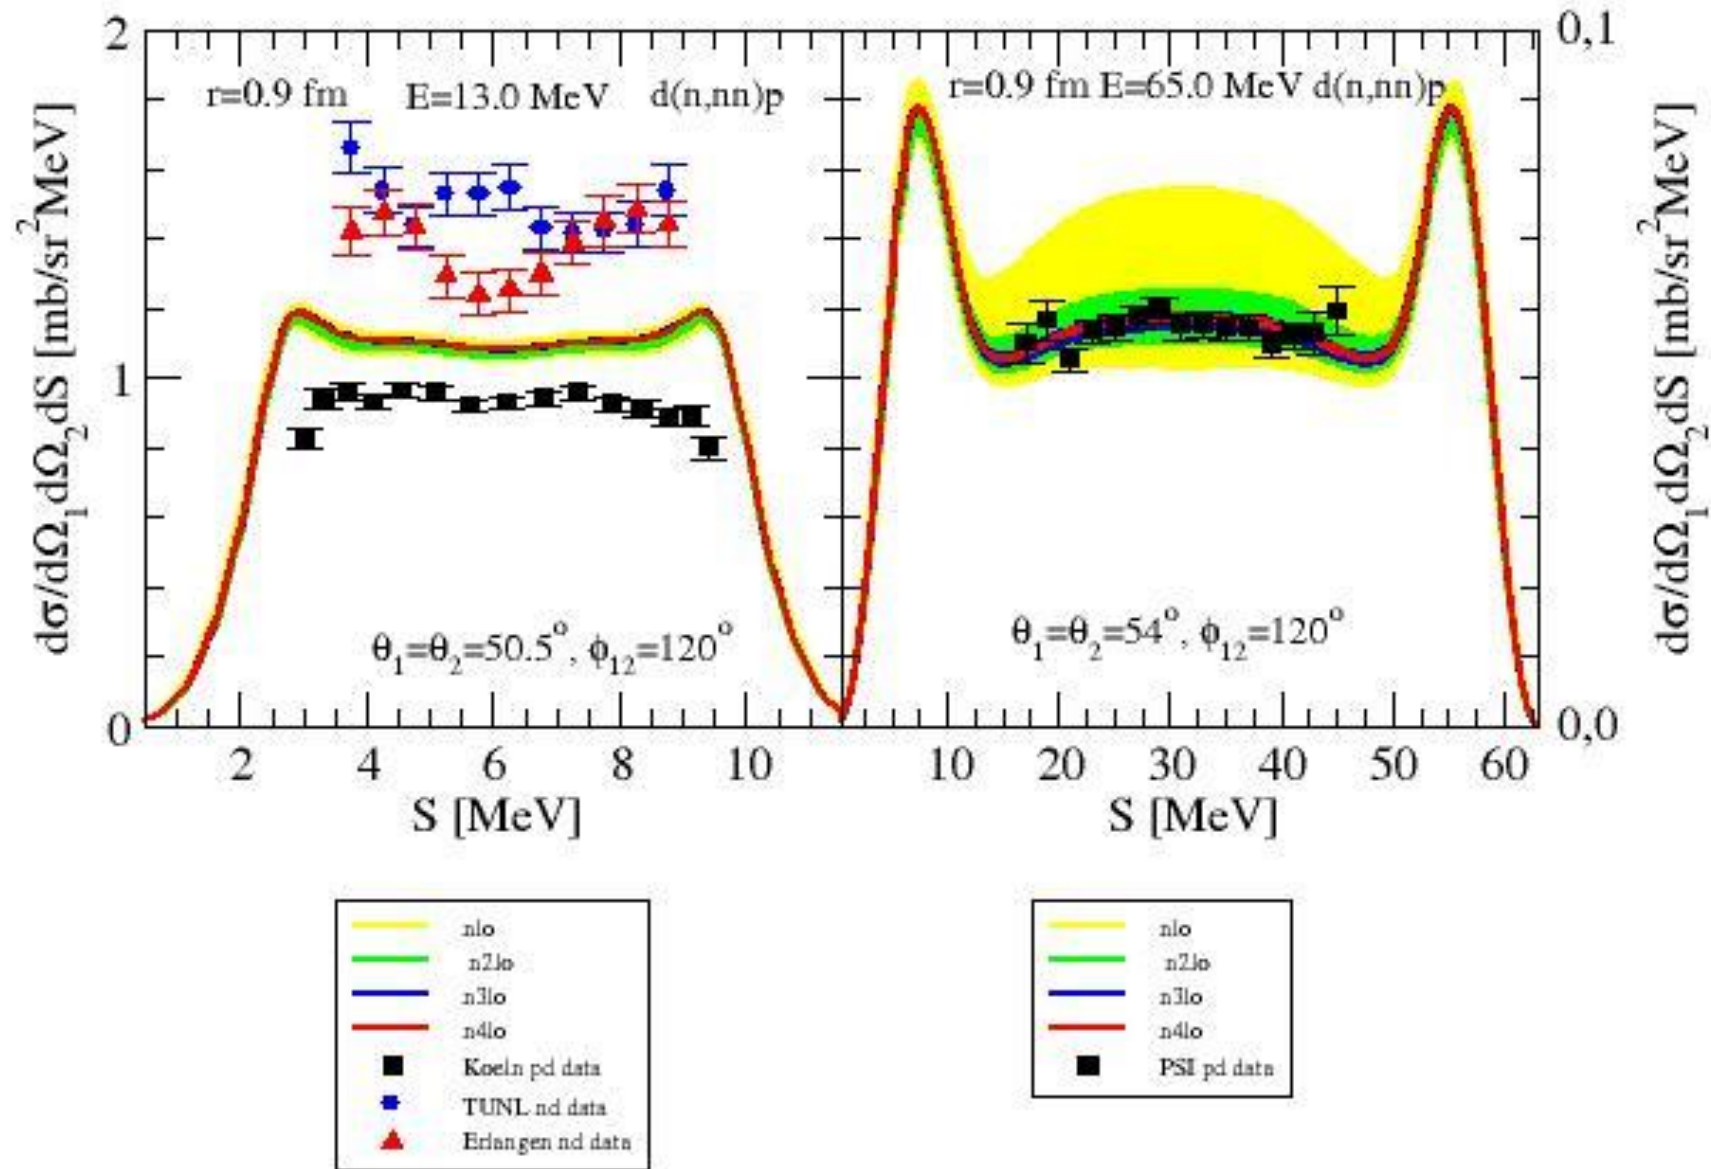 2
0,1
r=0.9 fm E=13.0 MeV d(n,nn)p
r=0.9 fm E=65.0 MeV d(n,nn)p
dσ/dΩ₁dΩ₂dS [mb/sr²MeV]
dσ/dΩ₁dΩ₂dS [mb/sr²MeV]
1
θ₁=θ₂=50.5°, ϕ₁₂=120°
θ₁=θ₂=54°, ϕ₁₂=120°
0
0,0
2 4 6 8 10
10 20 30 40 50 60
S [MeV]
S [MeV]
nlo
n2lo
n3lo
n4lo
Koeln pd data
TUNL nd data
Erlangen nd data
nlo
n2lo
n3lo
n4lo
PSI pd data